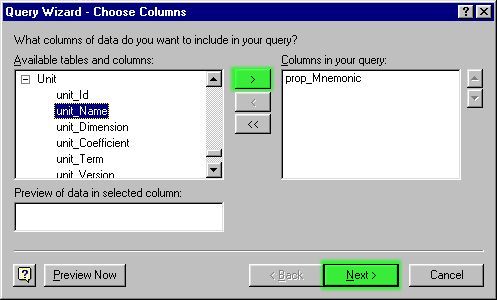 Query Wizard - Choose Columns
What columns of data do you want to include in your query?
Available tables and columns:
Columns in your query:
Unit
unit_Id
unit_Name
unit_Dimension
unit_Coefficient
unit_Term
unit_Version
>
<
<<
prop_Mnemonic
Preview of data in selected column:
Preview Now
< Back
Next >
Cancel